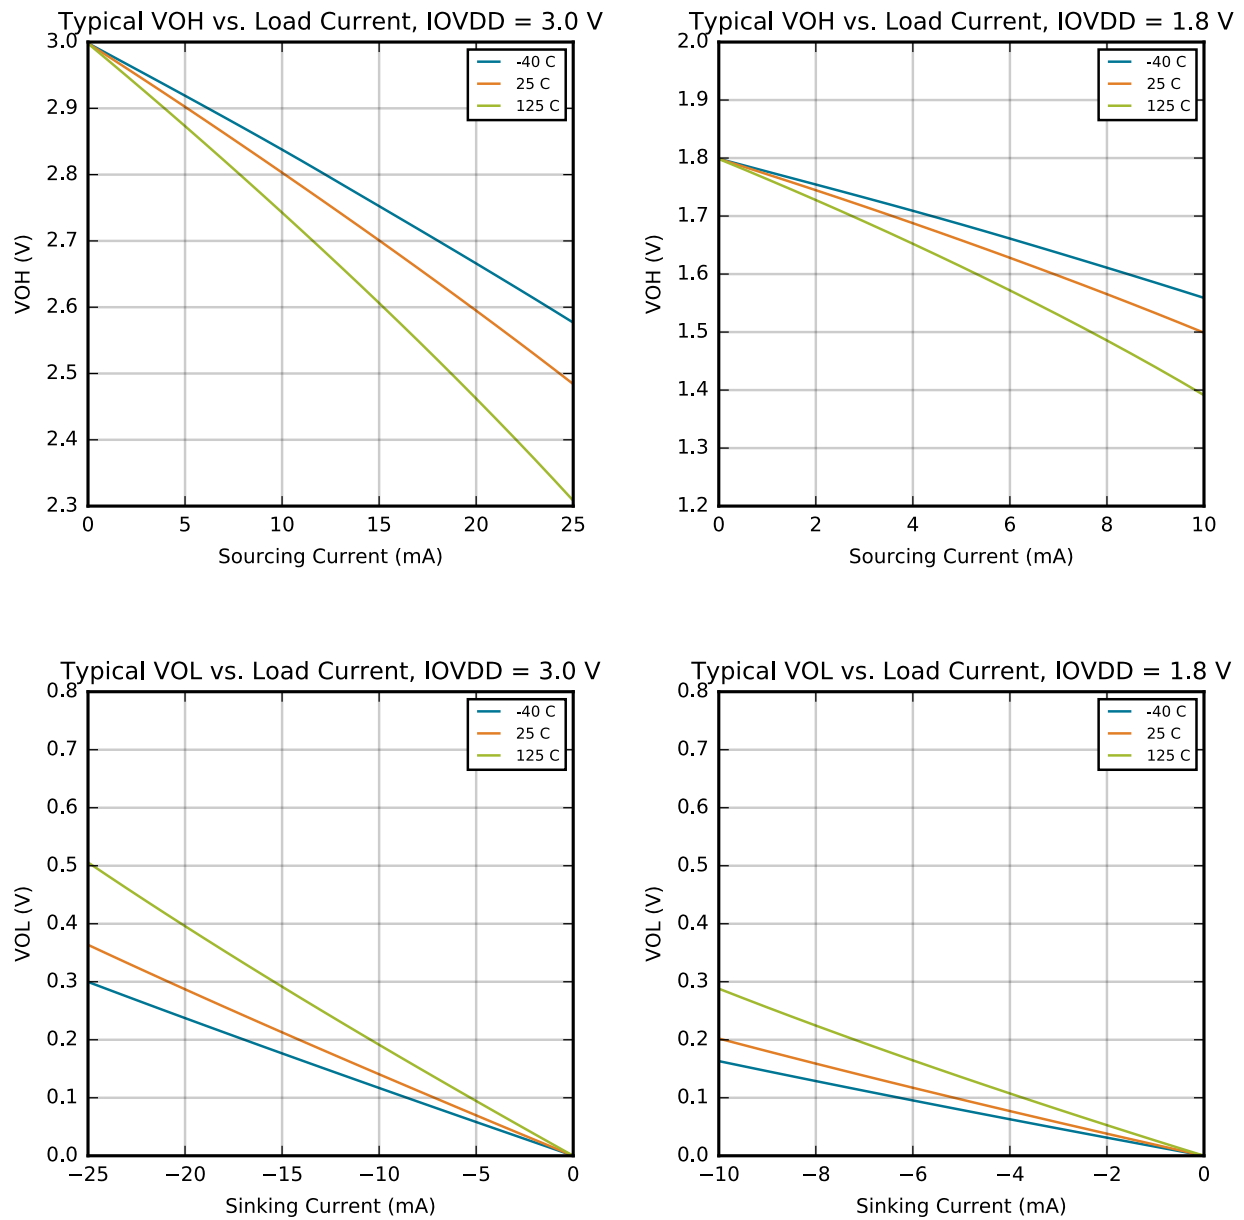 Typical VOH vs. Load Current, IOVDD = 3.0 V
3.0
2.9
2.8
2.7
2.6
2.5
2.4
2.3
VOH (V)
-40 C
25 C
125 C
0 5 10 15 20 25
Sourcing Current (mA)
Typical VOH vs. Load Current, IOVDD = 1.8 V
2.0
1.9
1.8
1.7
1.6
1.5
1.4
1.3
1.2
VOH (V)
-40 C
25 C
125 C
0 2 4 6 8 10
Sourcing Current (mA)
Typical VOL vs. Load Current, IOVDD = 3.0 V
0.8
0.7
0.6
0.5
0.4
0.3
0.2
0.1
0.0
VOL (V)
-40 C
25 C
125 C
−25 −20 −15 −10 −5 0
Sinking Current (mA)
Typical VOL vs. Load Current, IOVDD = 1.8 V
0.8
0.7
0.6
0.5
0.4
0.3
0.2
0.1
0.0
VOL (V)
-40 C
25 C
125 C
−10 −8 −6 −4 −2 0
Sinking Current (mA)